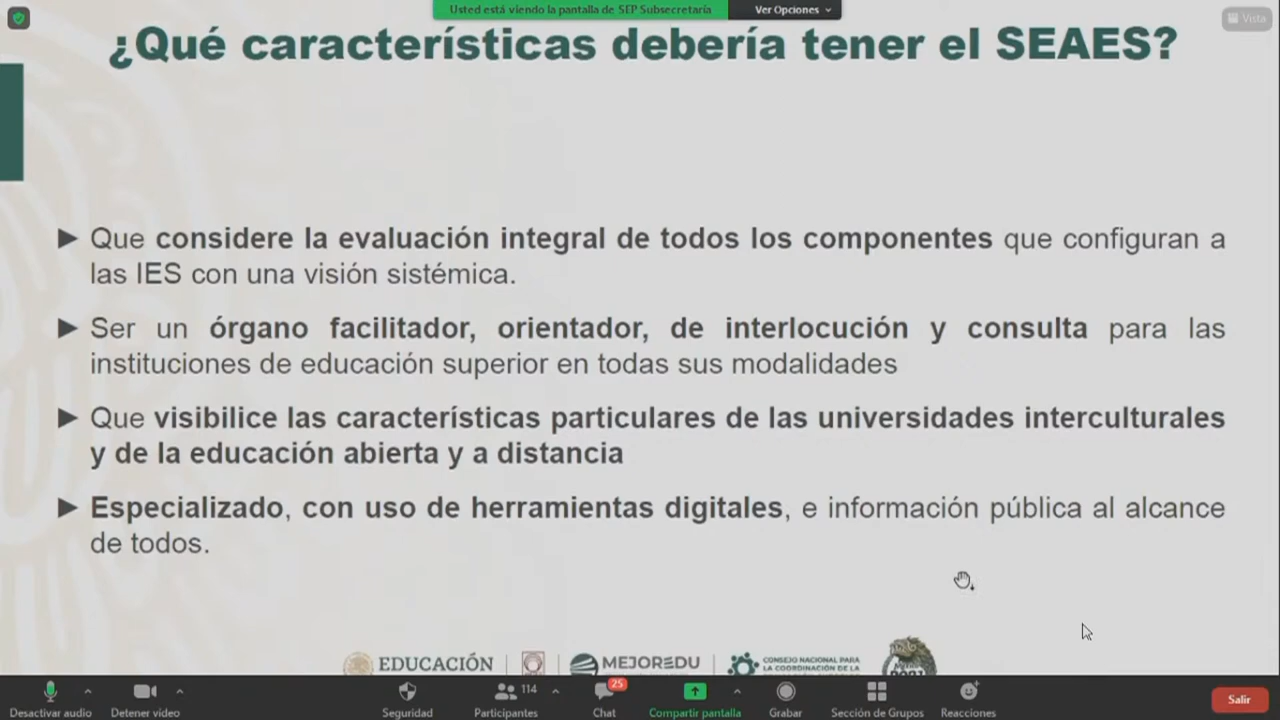 Usted está viendo la pantalla de SEP Subsecretaría
Ver Opciones
Vista
¿Qué características debería tener el SEAES?
Que considere la evaluación integral de todos los componentes que configuran a
las IES con una visión sistémica.
Ser un órgano facilitador, orientador, de interlocución y consulta para las
instituciones de educación superior en todas sus modalidades
Que visibilice las características particulares de las universidades interculturales
y de la educación abierta y a distancia
Especializado, con uso de herramientas digitales, e información pública al alcance
de todos.
EDUCACIÓN
MEJOREDU
CONSEJO NACIONAL PARA
LA COORDINACIÓN DE LA
114
25
Desactivar audio
Detener video
Seguridad
Participantes
Chat
Compartir pantalla
Grabar
Sección de Grupos
Reacciones
Salir